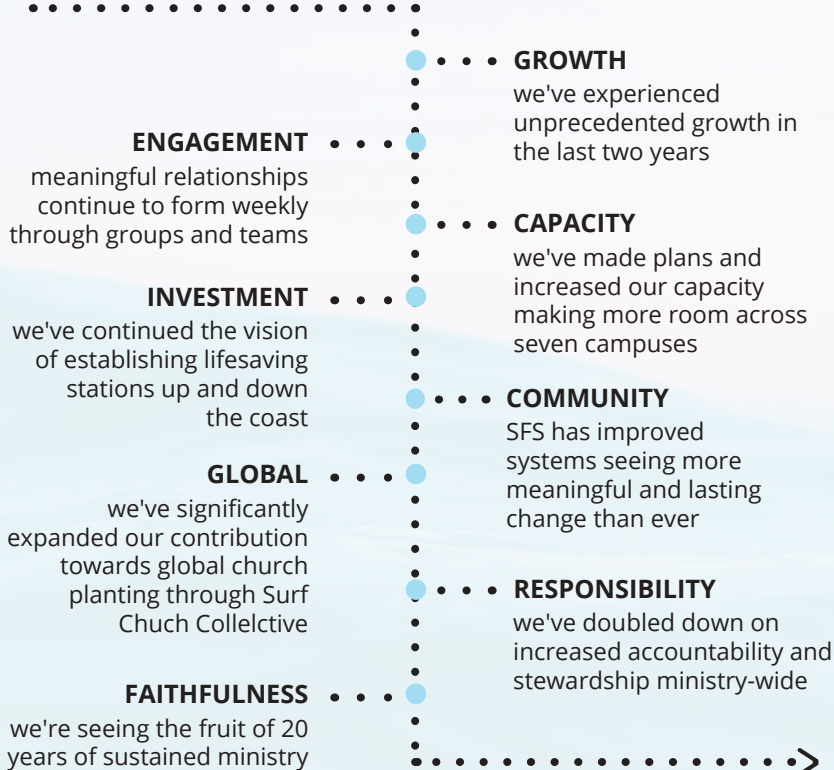 GROWTH
we've experienced
unprecedented growth in
the last two years
ENGAGEMENT
meaningful relationships
continue to form weekly
through groups and teams
CAPACITY
we've made plans and
increased our capacity
making more room across
seven campuses
INVESTMENT
we've continued the vision
of establishing lifesaving
stations up and down
the coast
COMMUNITY
SFS has improved
systems seeing more
meaningful and lasting
change than ever
GLOBAL
we've significantly
expanded our contribution
towards global church
planting through Surf
Chuch Collelctive
RESPONSIBILITY
we've doubled down on
increased accountability and
stewardship ministry-wide
FAITHFULNESS
we're seeing the fruit of 20
years of sustained ministry